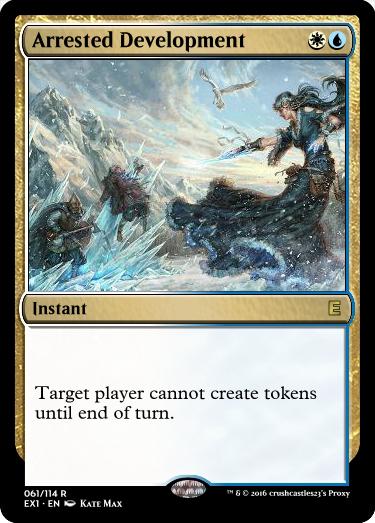 Arrested Development
Instant
E
Target player cannot create tokens
until end of turn.
061/114 R
EX1 · EN Kate Max
™ & © 2016 crushcastles23's Proxy